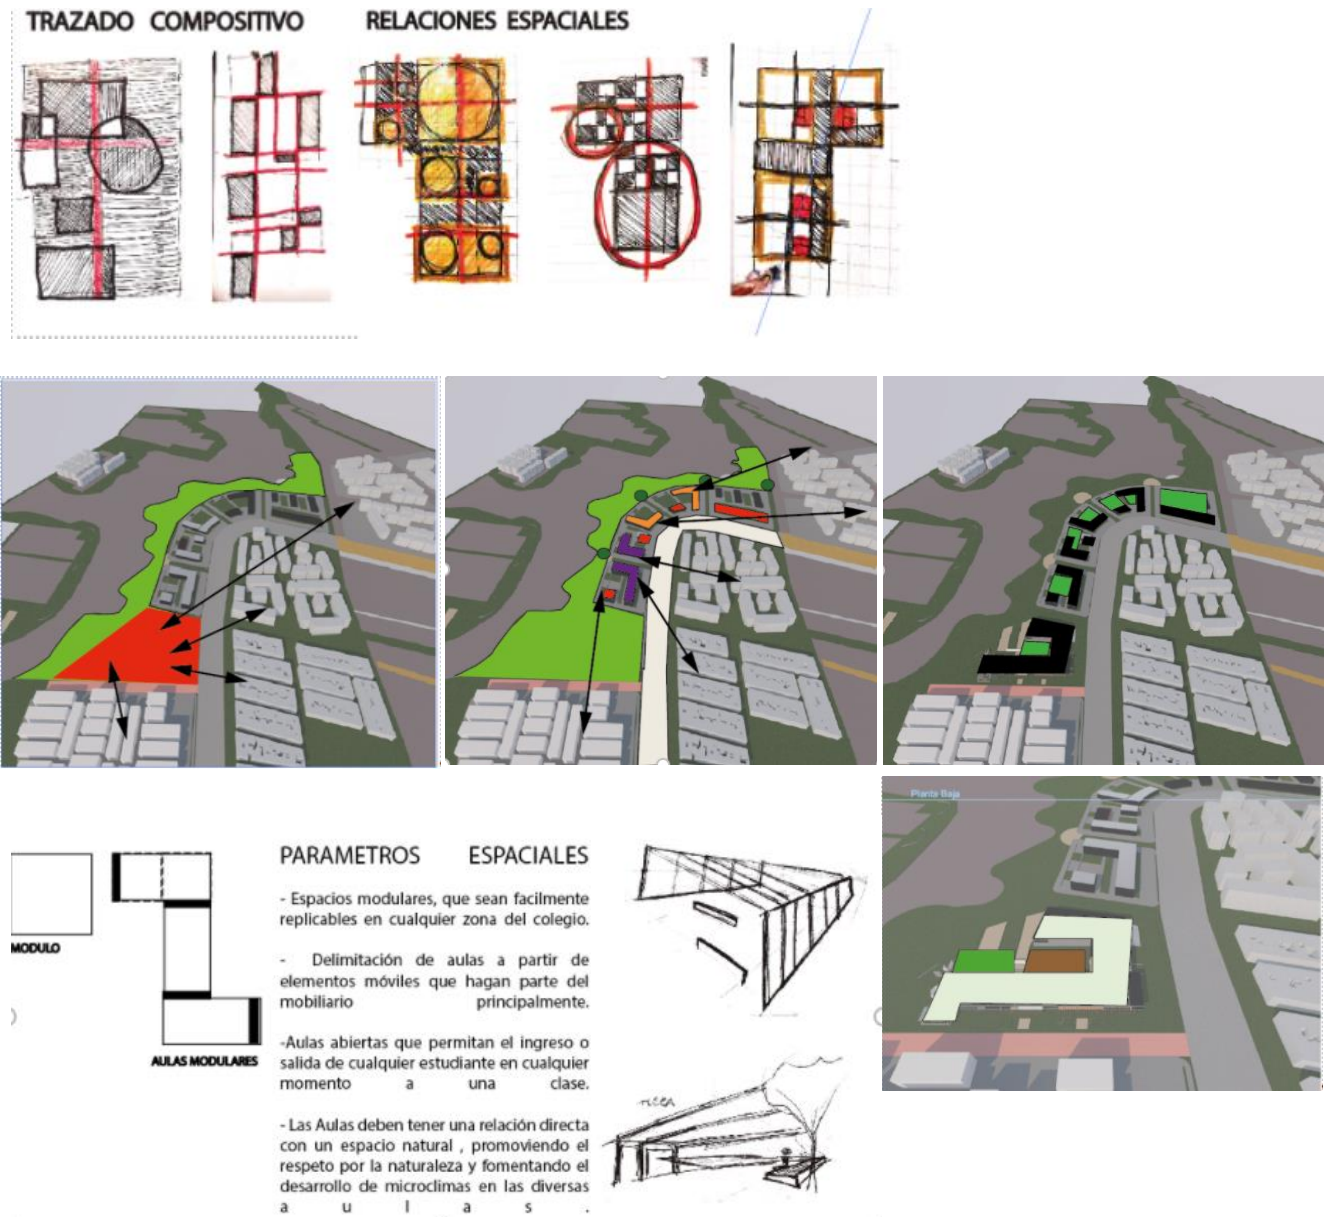 TRAZADO COMPOSITIVO
RELACIONES ESPACIALES
Planta Baja
MODULO
AULAS MODULARES
PARAMETROS ESPACIALES
- Espacios modulares, que sean facilmente
replicables en cualquier zona del colegio.
- Delimitación de aulas a partir de
elementos móviles que hagan parte del
mobiliario principalmente.
-Aulas abiertas que permitan el ingreso o
salida de cualquier estudiante en cualquier
momento a una clase.
- Las Aulas deben tener una relación directa
con un espacio natural , promoviendo el
respeto por la naturaleza y fomentando el
desarrollo de microclimas en las diversas
a u l a s .